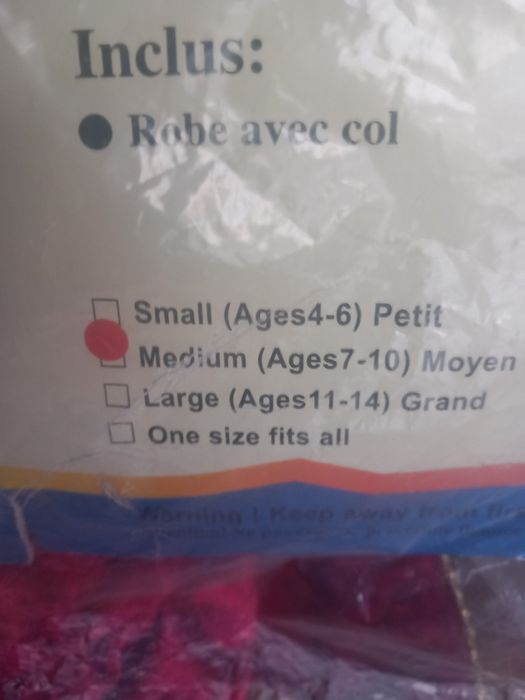 Inclus:
● Robe avec col
Small (Ages4-6) Petit
Medium (Ages7-10) Moyen
Large (Ages11-14) Grand
One size fits all
Warning ! Keep away from